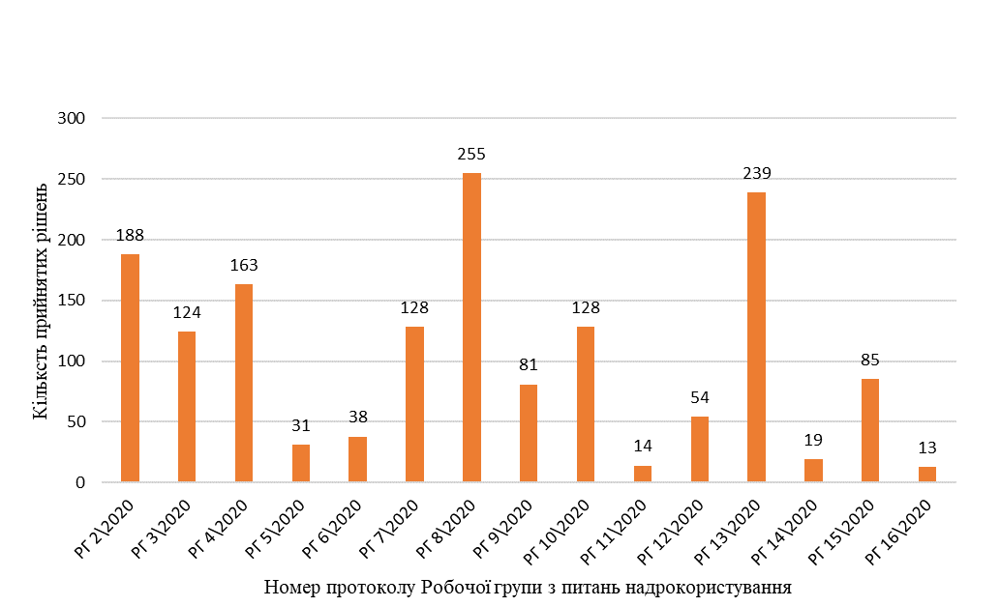 Кільксть прийнятих рішень
300
250
200
150
100
50
0
188
124
163
31
38
128
255
81
128
14
54
239
19
85
13
РГ 2\2020
РГ 3\2020
РГ 4\2020
РГ 5\2020
РГ 6\2020
РГ 7\2020
РГ 8\2020
РГ 9\2020
РГ 10\2020
РГ 11\2020
РГ 12\2020
РГ 13\2020
РГ 14\2020
РГ 15\2020
РГ 16\2020
Номер протоколу Робочої групи з питань надрокористування